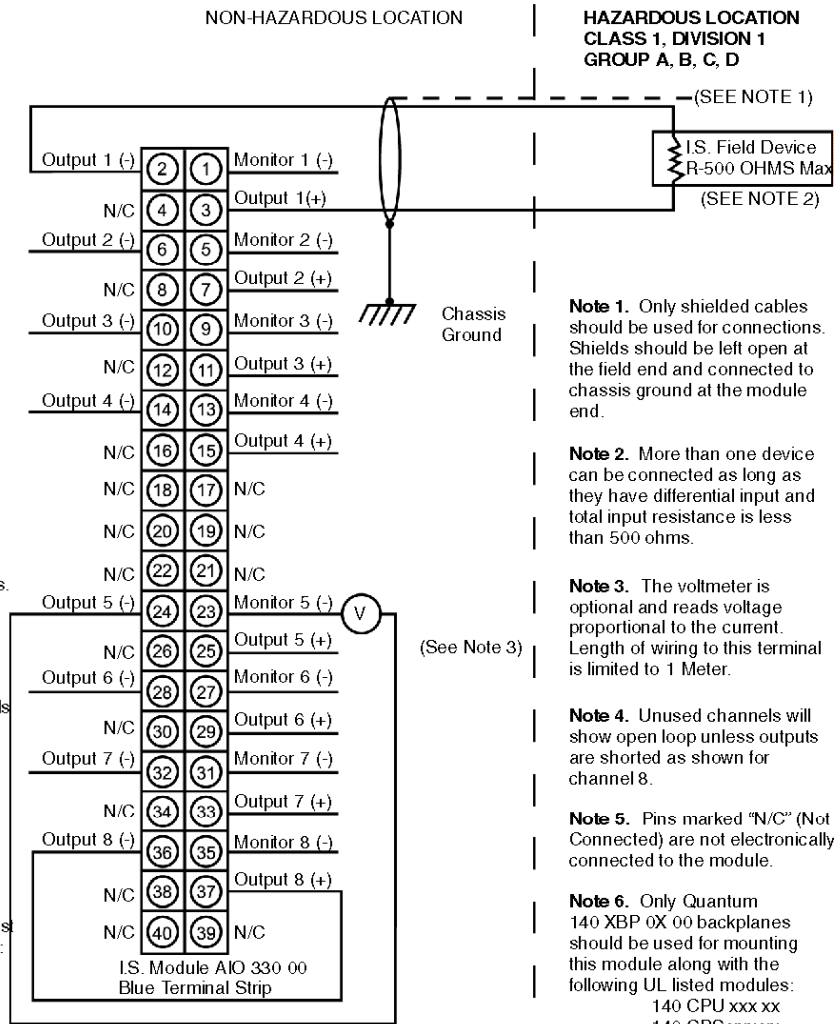 NON-HAZARDOUS LOCATION
HAZARDOUS LOCATION
CLASS 1, DIVISION 1
GROUP A, B, C, D
(SEE NOTE 1)
Output 1 (-) 2 1 Monitor 1 (-)
I.S. Field Device
R-500 OHMS Max
(SEE NOTE 2)
N/C 4 3 Output 1(+)
Output 2 (-) 6 5 Monitor 2 (-)
N/C 8 7 Output 2 (+)
Output 3 (-) 10 9 Monitor 3 (-)
N/C 12 11 Output 3 (+)
Output 4 (-) 14 13 Monitor 4 (-)
N/C 16 15 Output 4 (+)
N/C 18 17 N/C
N/C 20 19 N/C
N/C 22 21 N/C
s.
Output 5 (-) 24 23 Monitor 5 (-) V
N/C 26 25 Output 5 (+)
(See Note 3)
Output 6 (-) 28 27 Monitor 6 (-)
ls
N/C 30 29 Output 6 (+)
Output 7 (-) 32 31 Monitor 7 (-)
N/C 34 33 Output 7 (+)
Output 8 (-) 36 35 Monitor 8 (-)
N/C 38 37 Output 8 (+)
st
N/C 40 39 N/C
:
I.S. Module AIO 330 00
Blue Terminal Strip
Chassis
Ground
Note 1. Only shielded cables
should be used for connections.
Shields should be left open at
the field end and connected to
chassis ground at the module
end.
Note 2. More than one device
can be connected as long as
they have differential input and
total input resistance is less
than 500 ohms.
Note 3. The voltmeter is
optional and reads voltage
proportional to the current.
Length of wiring to this terminal
is limited to 1 Meter.
Note 4. Unused channels will
show open loop unless outputs
are shorted as shown for
channel 8.
Note 5. Pins marked “N/C” (Not
Connected) are not electronically
connected to the module.
Note 6. Only Quantum
140 XBP 0X 00 backplanes
should be used for mounting
this module along with the
following UL listed modules:
140 CPU xxx xx